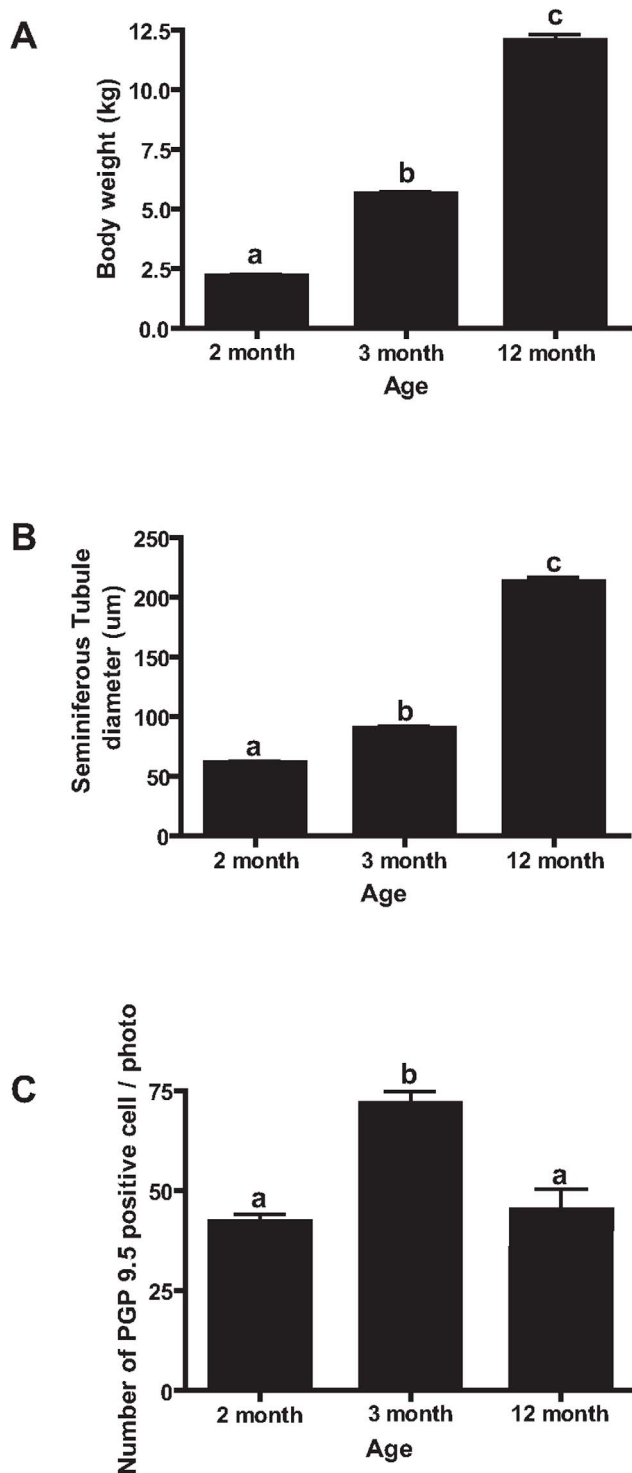 A
Body weight (kg)
12.5
10.0
7.5
5.0
2.5
0.0
a
b
c
2 month 3 month 12 month
Age
B
Seminiferous Tubule
diameter (um)
250
200
150
100
50
0
a
b
c
2 month 3 month 12 month
Age
C
Number of PGP 9.5 positive cell / photo
75
50
25
0
a
b
a
2 month 3 month 12 month
Age